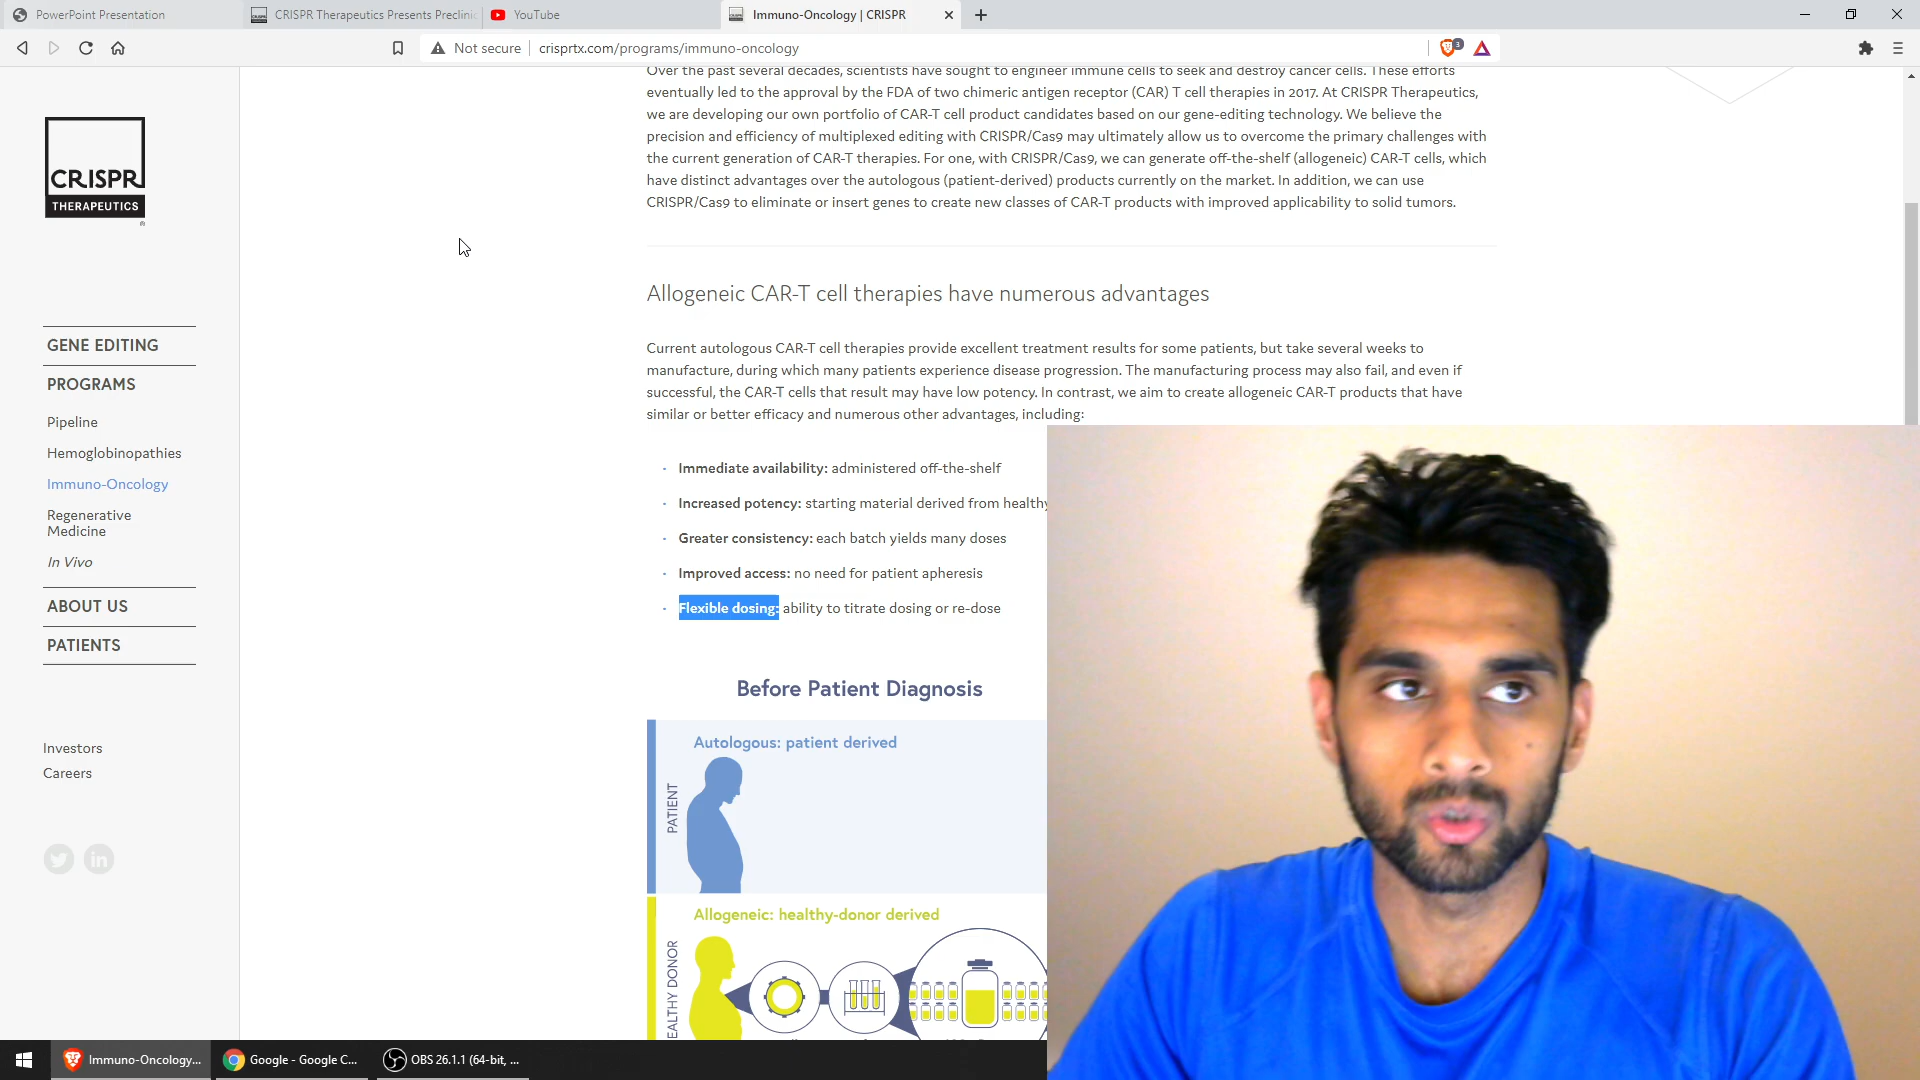 PowerPoint Presentation
CRISPR Therapeutics Presents Preclinic
YouTube
Immuno-Oncology | CRISPR
Not secure
crisprtx.com/programs/immuno-oncology
3
CRISPR
THERAPEUTICS
®
GENE EDITING
PROGRAMS
Pipeline
Hemoglobinopathies
Immuno-Oncology
Regenerative
Medicine
In Vivo
ABOUT US
PATIENTS
Investors
Careers
Over the past several decades, scientists have sought to engineer immune cells to seek and destroy cancer cells. These efforts
eventually led to the approval by the FDA of two chimeric antigen receptor (CAR) T cell therapies in 2017. At CRISPR Therapeutics,
we are developing our own portfolio of CAR-T cell product candidates based on our gene-editing technology. We believe the
precision and efficiency of multiplexed editing with CRISPR/Cas9 may ultimately allow us to overcome the primary challenges with
the current generation of CAR-T therapies. For one, with CRISPR/Cas9, we can generate off-the-shelf (allogeneic) CAR-T cells, which
have distinct advantages over the autologous (patient-derived) products currently on the market. In addition, we can use
CRISPR/Cas9 to eliminate or insert genes to create new classes of CAR-T products with improved applicability to solid tumors.
Allogeneic CAR-T cell therapies have numerous advantages
Current autologous CAR-T cell therapies provide excellent treatment results for some patients, but take several weeks to
manufacture, during which many patients experience disease progression. The manufacturing process may also fail, and even if
successful, the CAR-T cells that result may have low potency. In contrast, we aim to create allogeneic CAR-T products that have
similar or better efficacy and numerous other advantages, including:
· Immediate availability: administered off-the-shelf
· Increased potency: starting material derived from healthy
· Greater consistency: each batch yields many doses
· Improved access: no need for patient apheresis
· Flexible dosing: ability to titrate dosing or re-dose
Before Patient Diagnosis
Autologous: patient derived
PATIENT
Allogeneic: healthy-donor derived
EALTHY DONOR
Immuno-Oncology...
Google - Google C...
OBS 26.1.1 (64-bit, ...